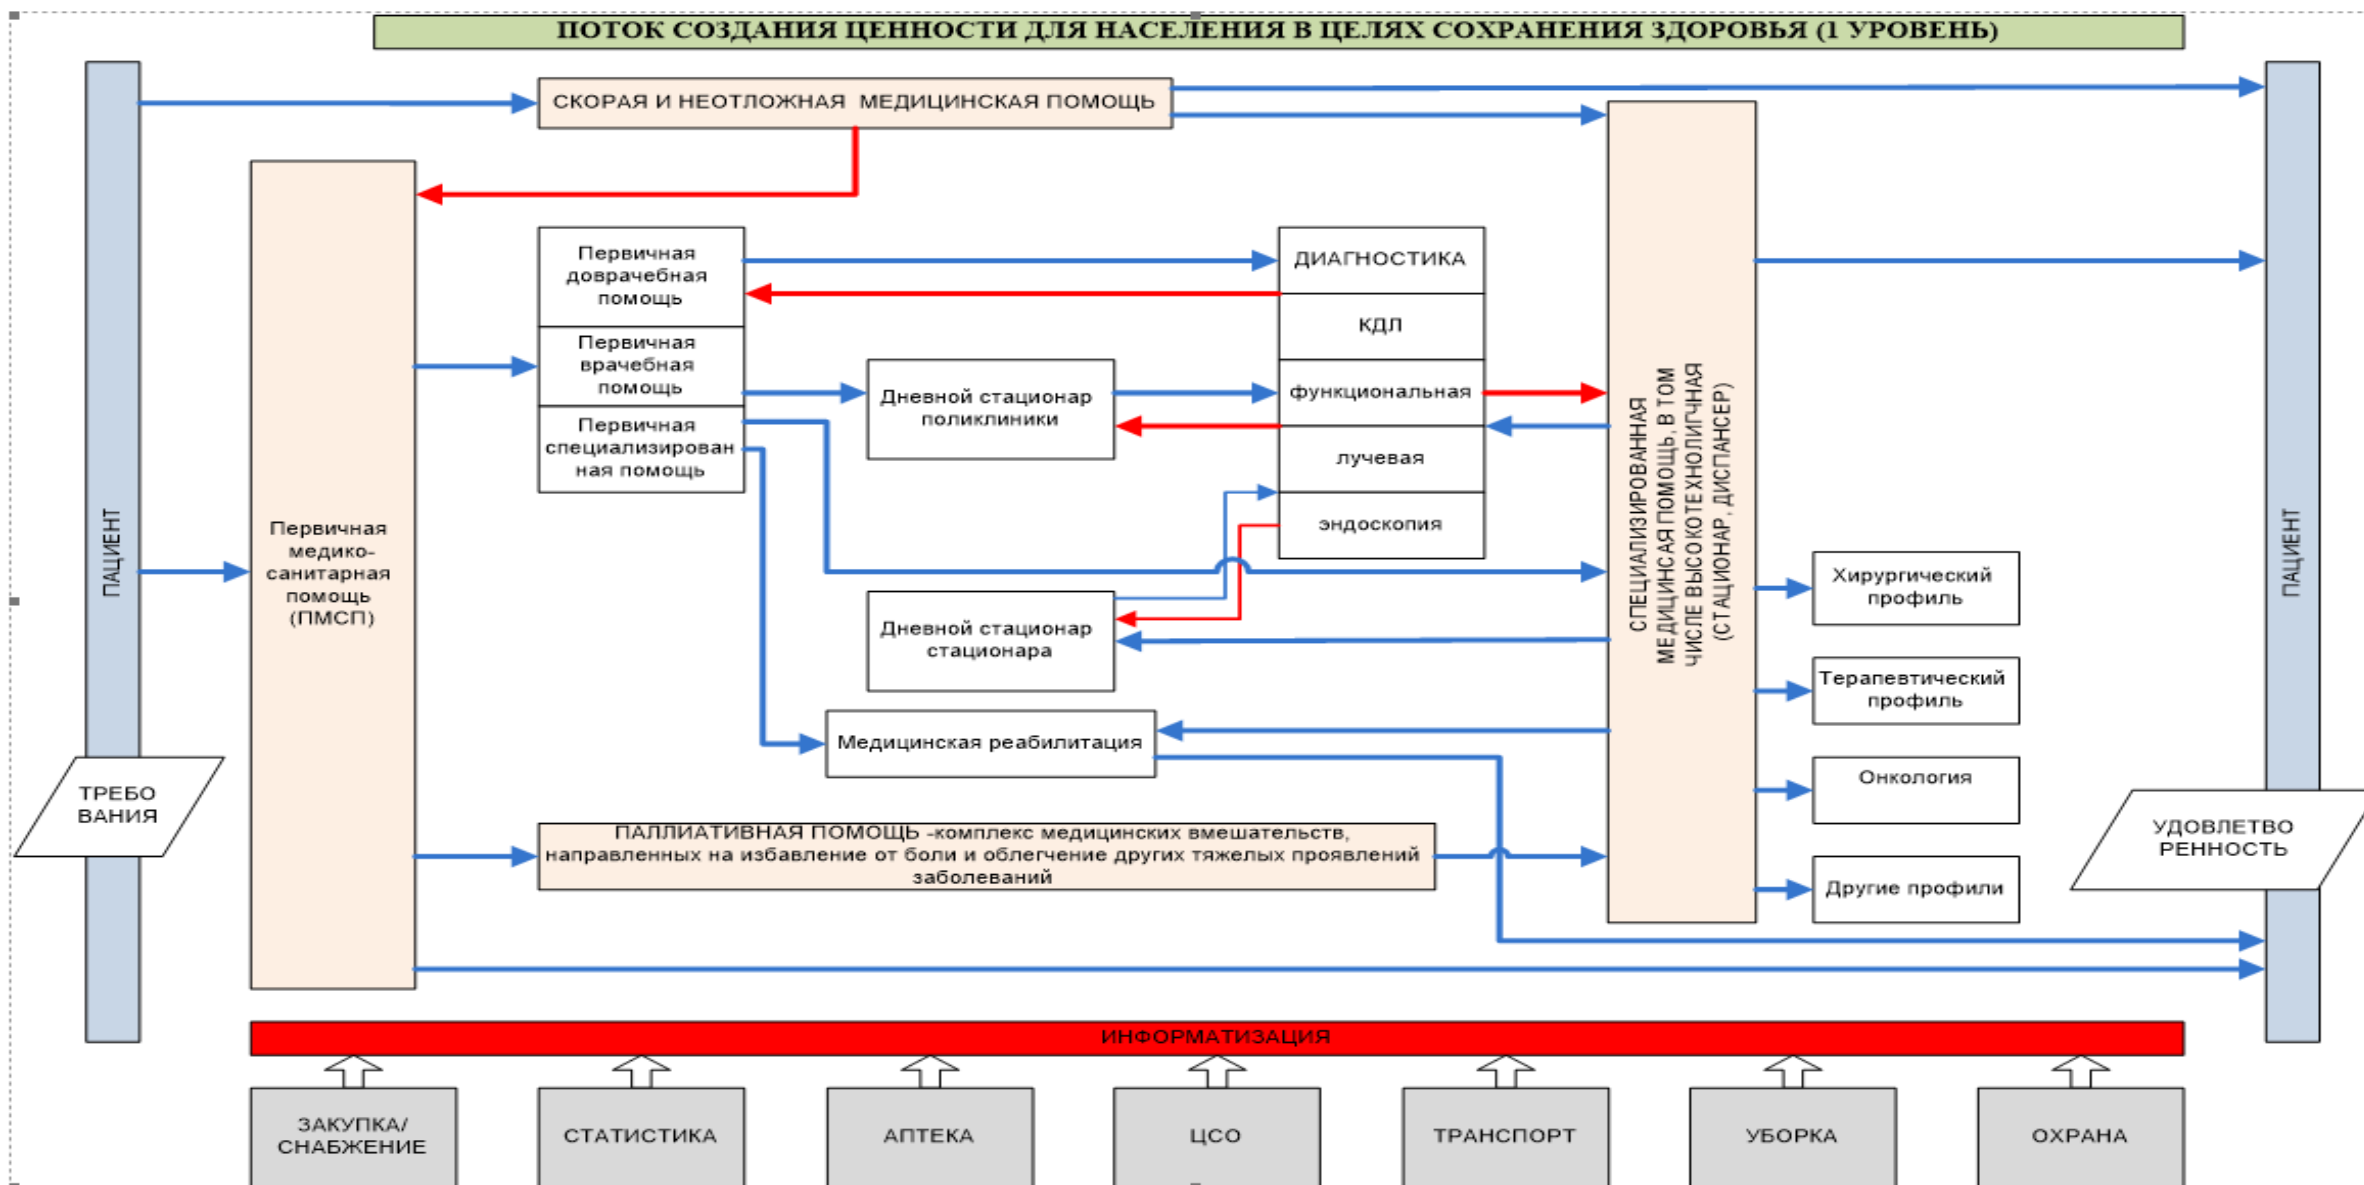 ПОТОК СОЗДАНИЯ ЦЕННОСТИ ДЛЯ НАСЕЛЕНИЯ В ЦЕЛЯХ СОХРАНЕНИЯ ЗДОРОВЬЯ (1 УРОВЕНЬ)
СКОРАЯ И НЕОТЛОЖНАЯ МЕДИЦИНСКАЯ ПОМОЩЬ
ПАЦИЕНТ
ТРЕБО
ВАНИЯ
Первичная
медико-
санитарная
помощь
(ПМСП)
Первичная
доврачебная
помощь
Первичная
врачебная
помощь
Первичная
специализирован
ная помощь
Дневной стационар
поликлиники
ДИАГНОСТИКА
КДЛ
функциональная
лучевая
эндоскопия
Дневной стационар
стационара
Медицинская реабилитация
ПАЛЛИАТИВНАЯ ПОМОЩЬ -комплекс медицинских вмешательств,
направленных на избавление от боли и облегчение других тяжелых проявлений
заболеваний
СПЕЦИАЛИЗИРОВАННАЯ
МЕДИЦИНСАЯ ПОМОЩЬ, В ТОМ
ЧИСЛЕ ВЫСОКОТЕХНОЛИГЧНАЯ
(СТАЦИОНАР, ДИСПАНСЕР)
Хирургический
профиль
Терапевтический
профиль
Онкология
Другие профили
ПАЦИЕНТ
УДОВЛЕТВО
РЕННОСТЬ
ИНФОРМАТИЗАЦИЯ
ЗАКУПКА/
СНАБЖЕНИЕ
СТАТИСТИКА
АПТЕКА
ЦСО
ТРАНСПОРТ
УБОРКА
ОХРАНА